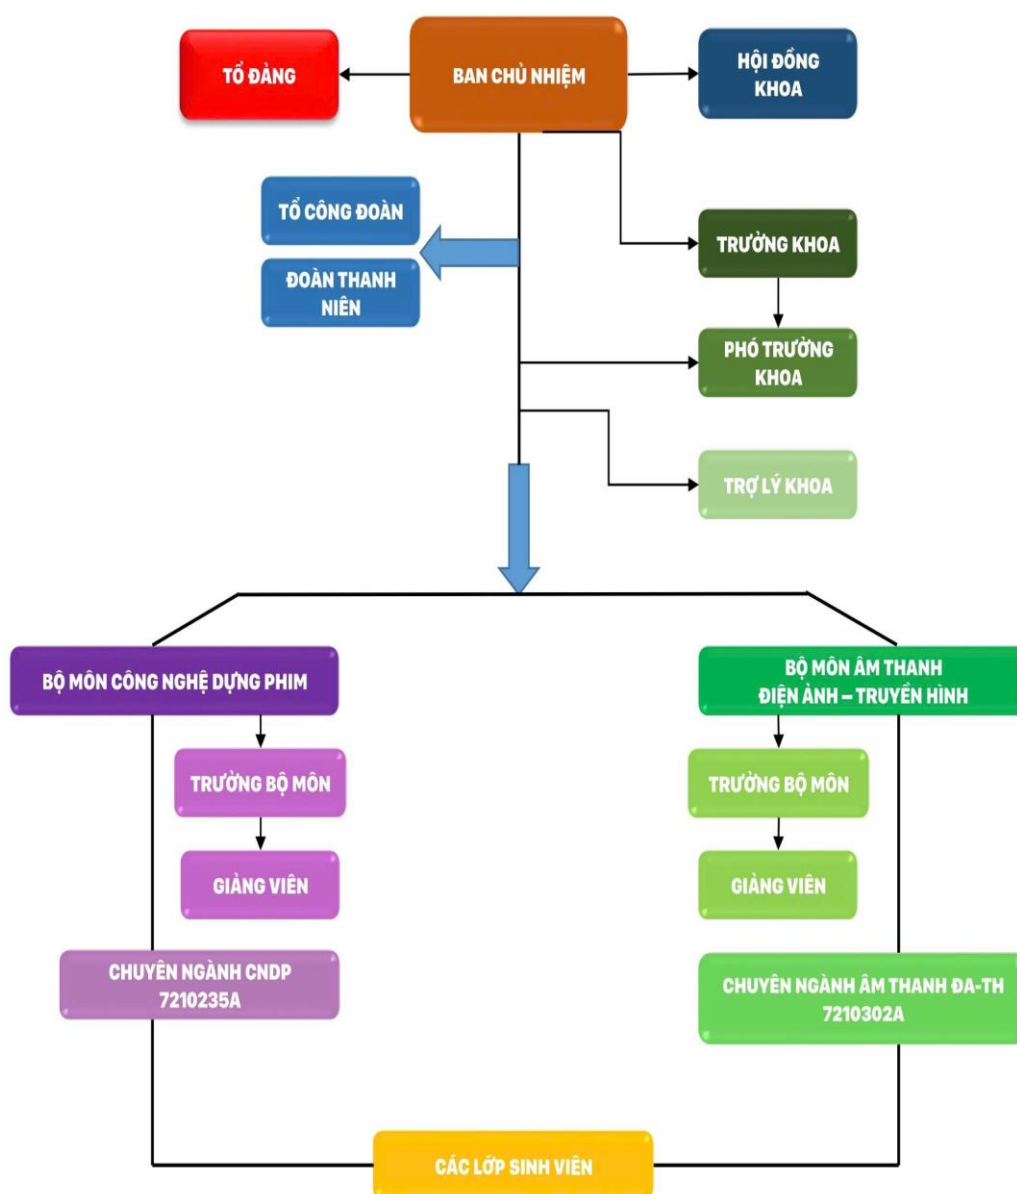 TỔ ĐẢNG
BAN CHỦ NHIỆM
HỘI ĐỒNG
KHOA
TỔ CÔNG ĐOÀN
ĐOÀN THANH
NIÊN
TRƯỞNG KHOA
PHÓ TRƯỞNG
KHOA
TRỢ LÝ KHOA
BỘ MÔN CÔNG NGHỆ DỰNG PHIM
BỘ MÔN ÂM THANH
ĐIỆN ẢNH – TRUYỀN HÌNH
TRƯỞNG BỘ MÔN
TRƯỞNG BỘ MÔN
GIẢNG VIÊN
GIẢNG VIÊN
CHUYÊN NGÀNH CNDP
7210235A
CHUYÊN NGÀNH ÂM THANH ĐA-TH
7210302A
CÁC LỚP SINH VIÊN